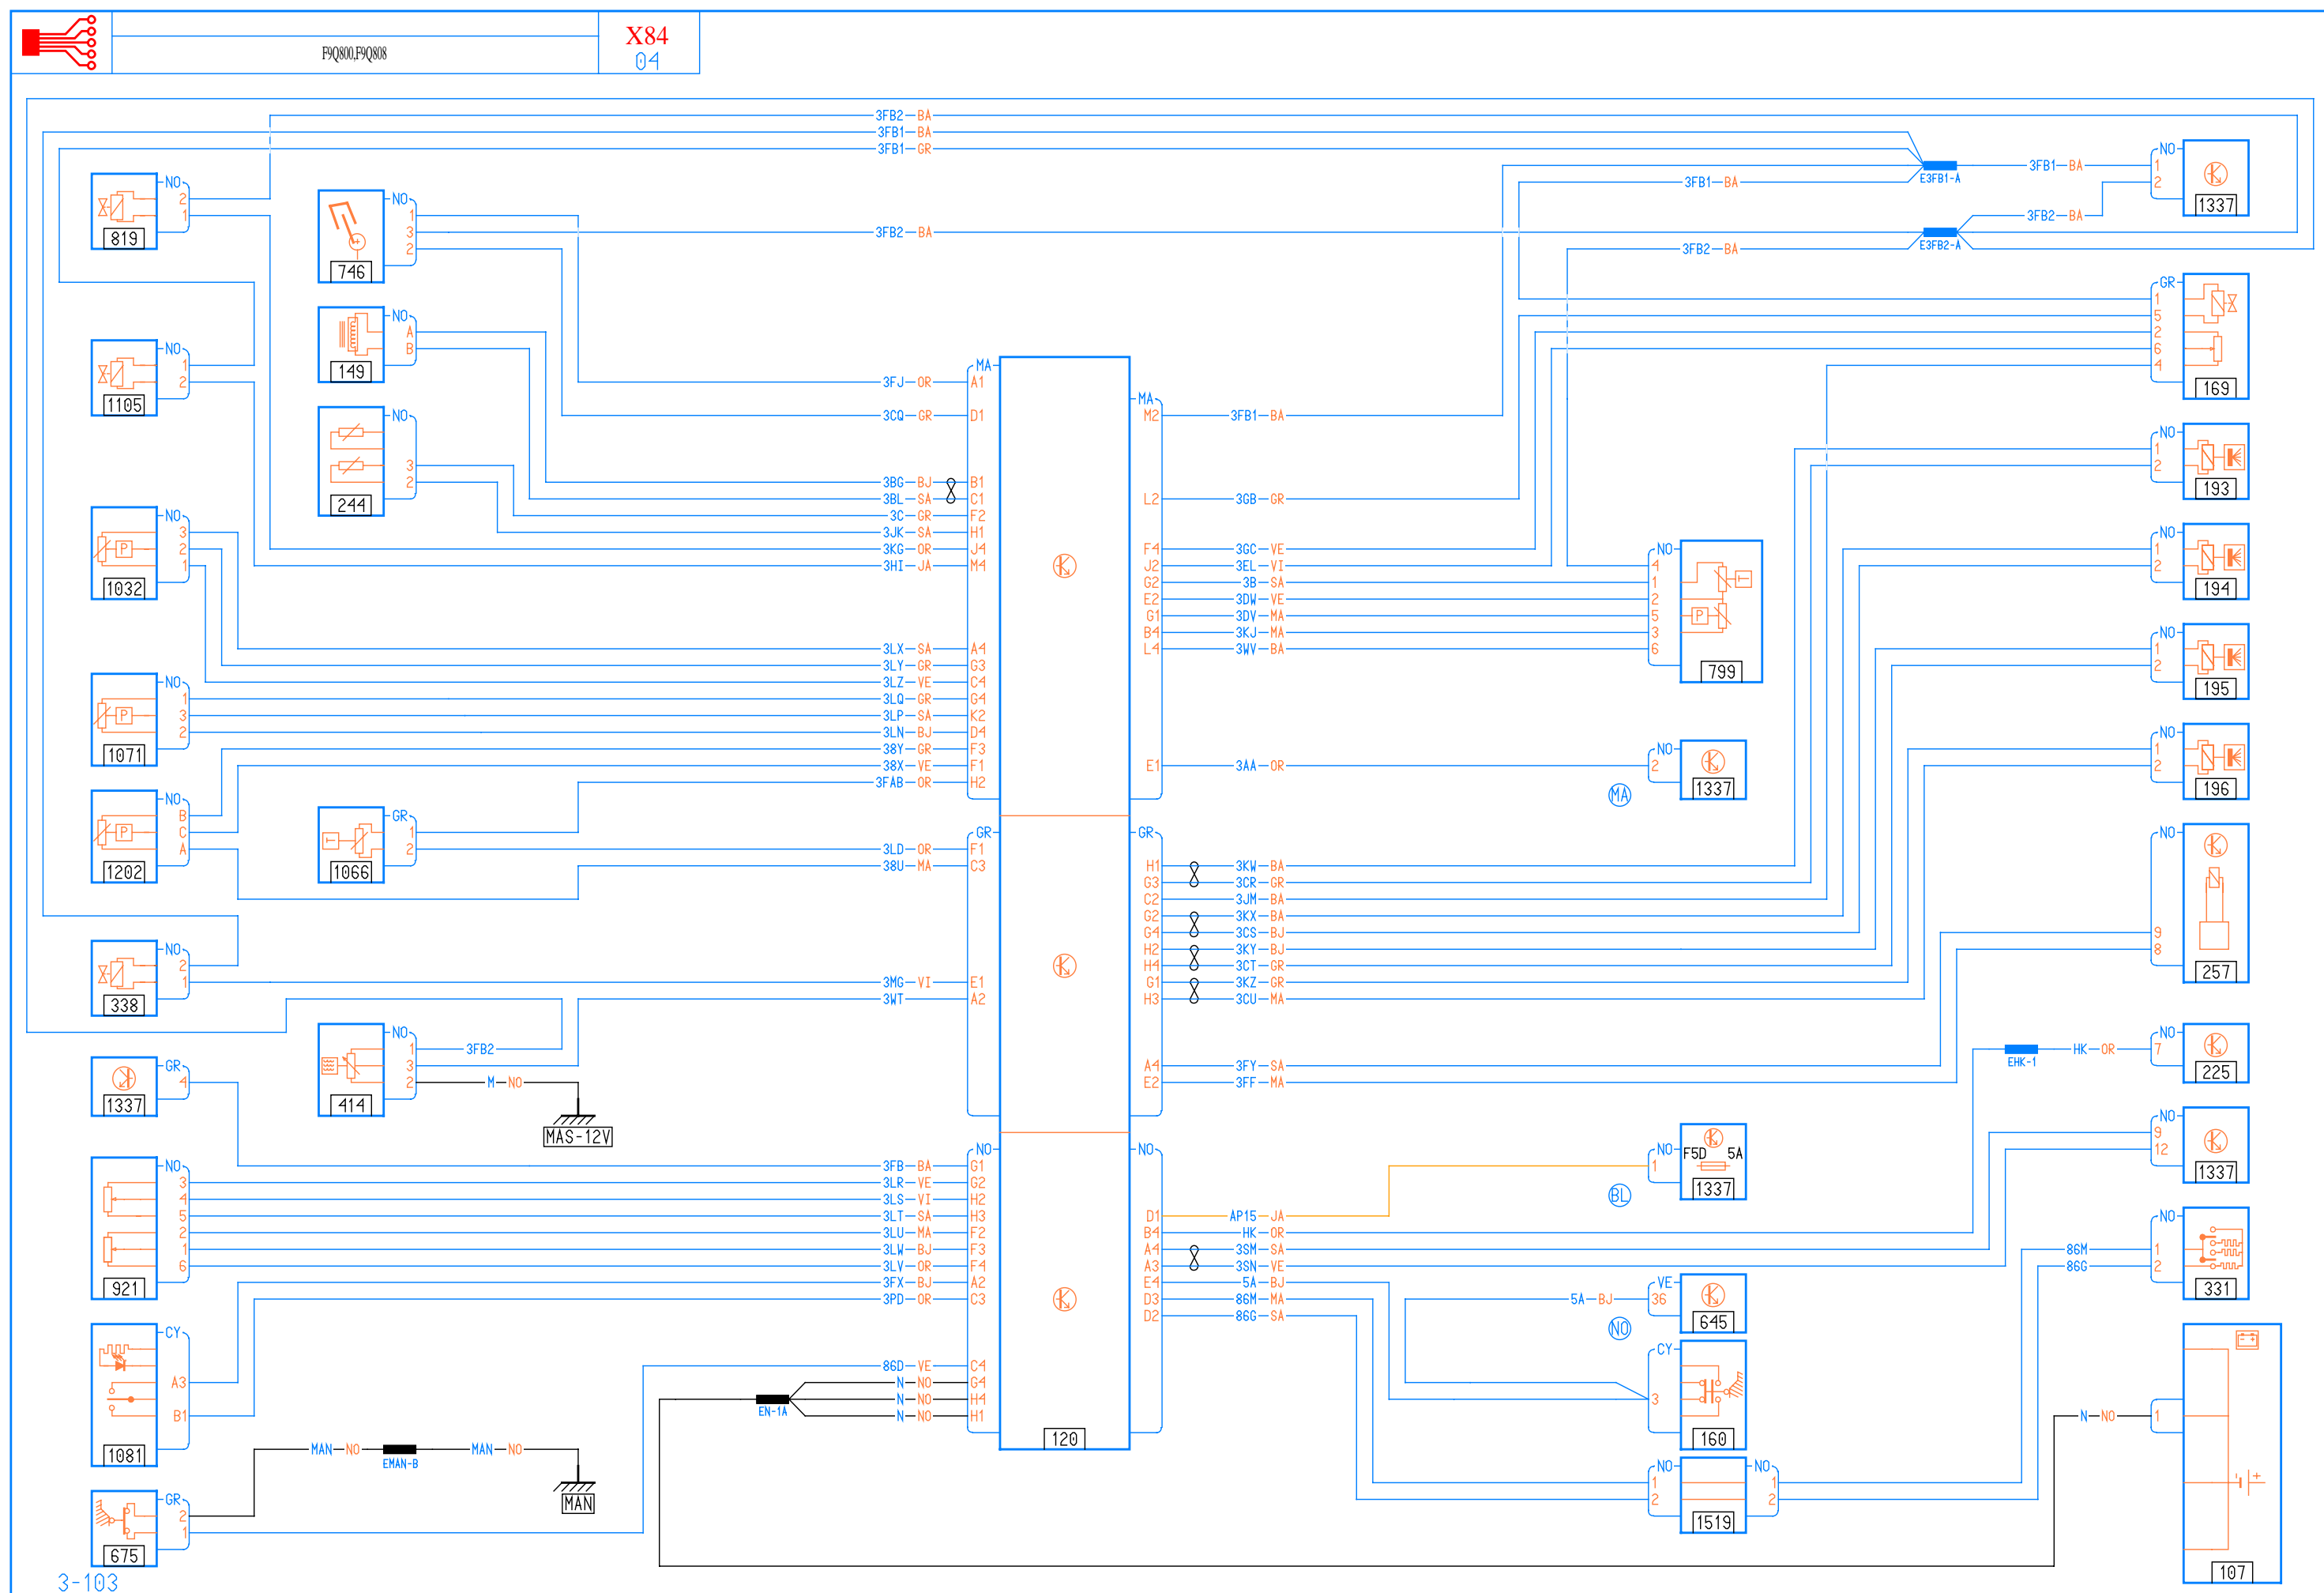 F9Q800,F9Q808
X84
04
3FB2 BA
3FB1 BA
3FB1 GR
3FB1 BA
E3FB1-A
3FB1 BA
NO
1
2
1337
3FB2 BA
3FB2 BA
E3FB2-A
3FB2 BA
NO
2
1
819
NO
1
3
2
746
NO
A
B
149
NO
1
2
1105
NO
3
2
244
NO
3
2
1
1032
NO
1
3
2
1071
NO
B
C
A
1202
GR
1
2
1066
NO
2
1
338
NO
1
3
2
414
3FB2
M NO
MAS-12V
GR
4
1337
NO
3
4
5
2
1
6
921
CY
A3
B1
1081
MAN NO
EMAN-B
MAN NO
MAN
GR
2
1
675
3-103
MA
3FJ OR A1
3CQ GR D1
3BG BJ B1
3BL SA C1
3C GR F2
3JK SA H1
3KG OR J4
3HI JA M4
3LX SA A4
3LY GR G3
3LZ VE C4
3LQ GR G4
3LP SA K2
3LN BJ D4
38Y GR F3
38X VE F1
3FAB OR H2
GR
3LD OR F1
38U MA C3
3MG VI E1
3WT A2
NO
3FB BA G1
3LR VE G2
3LS VI H2
3LT SA H3
3LU MA F2
3LW BJ F3
3LV OR F4
3FX BJ A2
3PD OR C3
86D VE C4
N NO G4
N NO H4
N NO H1
EN-1A
120
MA
M2 3FB1 BA
L2 3GB GR
F4 3GC VE
J2 3EL VI
G2 3B SA
E2 3DW VE
G1 3DV MA
B4 3KJ MA
L4 3WV BA
E1 3AA OR
GR
H1 3KW BA
G3 3CR GR
C2 3JM BA
G2 3KX BA
G4 3CS BJ
H2 3KY BJ
H4 3CT GR
G1 3KZ GR
H3 3CU MA
A4 3FY SA
E2 3FF MA
NO
D1 AP15 JA
B4 HK OR
A4 3SM SA
A3 3SN VE
E4 5A BJ
D3 86M MA
D2 86G SA
NO
4
1
2
5
3
6
799
NO
2
1337
MA
NO
1
F5D 5A
1337
BL
5A BJ
VE
36
645
NO
CY
3
160
NO
1
2
NO
1
2
1519
GR
1
5
2
6
4
169
NO
1
2
193
NO
1
2
194
NO
1
2
195
NO
1
2
196
NO
9
8
257
EHK-1
HK OR
NO
7
225
NO
9
12
1337
86M
86G
NO
1
2
331
N NO
1
107